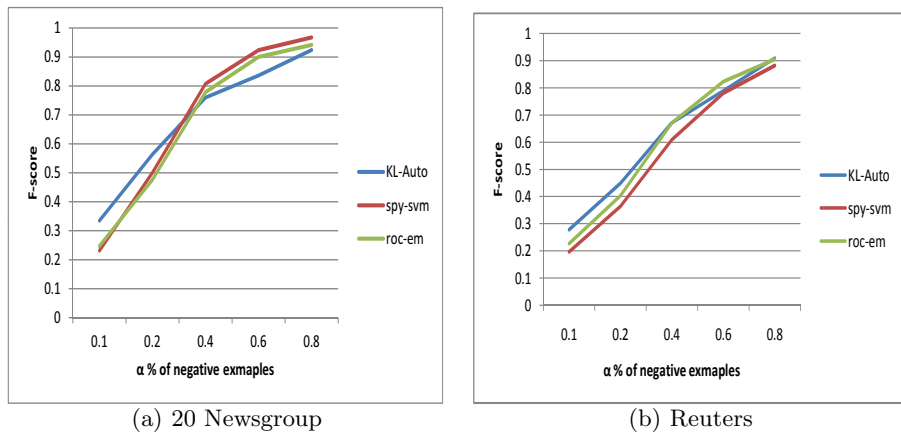 1
0.9
0.8
0.7
0.6
0.5
0.4
0.3
0.2
0.1
0
F-score
0.1 0.2 0.4 0.6 0.8
α % of negative exmaples
KL-Auto
spy-svm
roc-em
(a) 20 Newsgroup
1
0.9
0.8
0.7
0.6
0.5
0.4
0.3
0.2
0.1
0
F-score
0.1 0.2 0.4 0.6 0.8
α % of negative exmaples
KL-Auto
spy-svm
roc-em
(b) Reuters